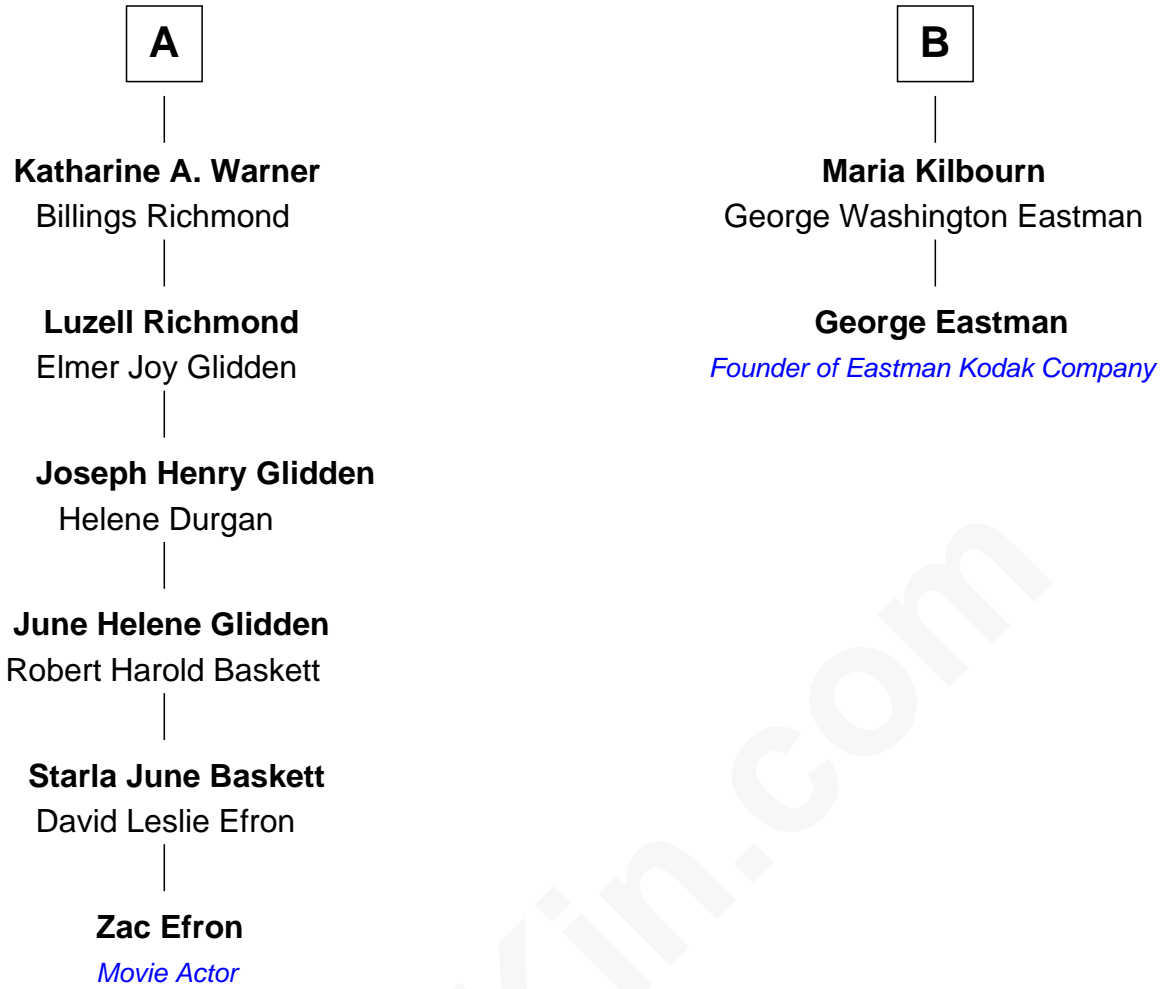 A
Katharine A. Warner
Billings Richmond
Luzell Richmond
Elmer Joy Glidden
Joseph Henry Glidden
Helene Durgan
June Helene Glidden
Robert Harold Baskett
Starla June Baskett
David Leslie Efron
Zac Efron
Movie Actor
B
Maria Kilbourn
George Washington Eastman
George Eastman
Founder of Eastman Kodak Company
Kin.com